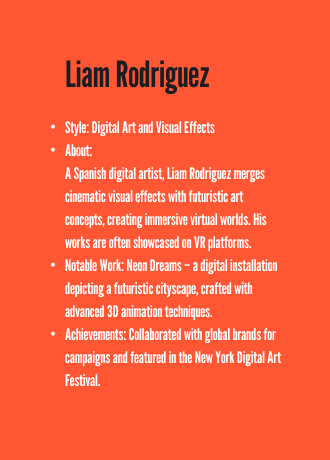 Liam Rodriguez
• Style: Digital Art and Visual Effects
• About:
A Spanish digital artist, Liam Rodriguez merges
cinematic visual effects with futuristic art
concepts, creating immersive virtual worlds. His
works are often showcased on VR platforms.
• Notable Work: Neon Dreams – a digital installation
depicting a futuristic cityscape, crafted with
advanced 3D animation techniques.
• Achievements: Collaborated with global brands for
campaigns and featured in the New York Digital Art
Festival.